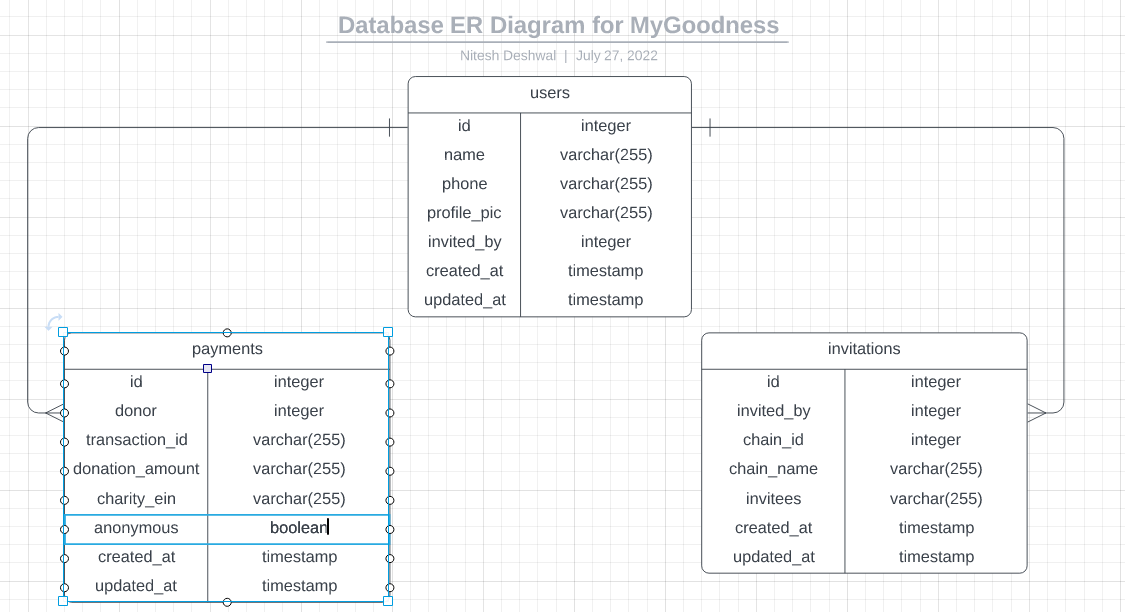 Database ER Diagram for MyGoodness
Nitesh Deshwal | July 27, 2022
users
id integer
name varchar(255)
phone varchar(255)
profile_pic varchar(255)
invited_by integer
created_at timestamp
updated_at timestamp
payments
id integer
donor integer
transaction_id varchar(255)
donation_amount varchar(255)
charity_ein varchar(255)
anonymous boolean
created_at timestamp
updated_at timestamp
invitations
id integer
invited_by integer
chain_id integer
chain_name varchar(255)
invitees varchar(255)
created_at timestamp
updated_at timestamp